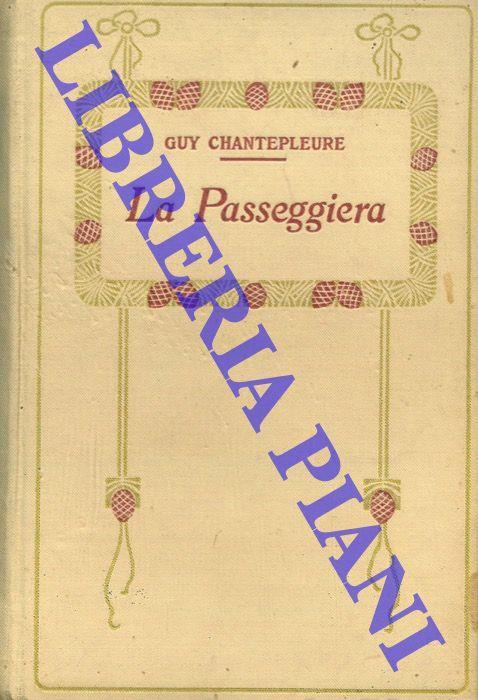 GUY CHANTEPLEURE
La Passeggiera
LIBRERIA PIANI